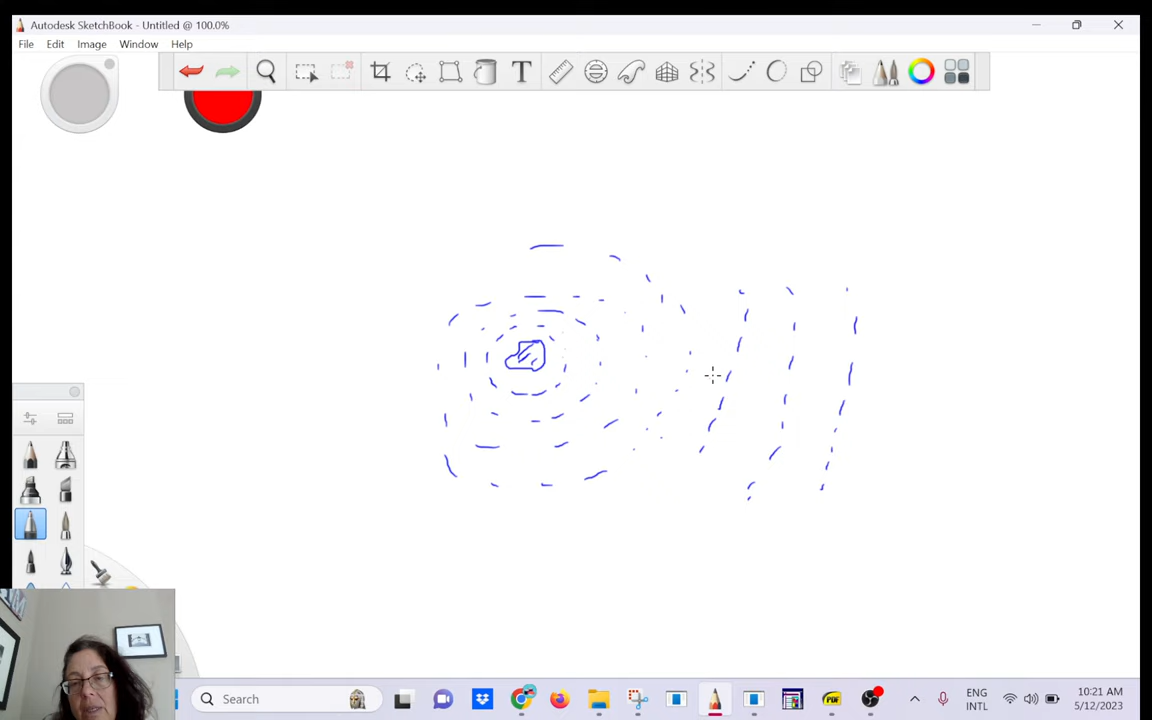 Autodesk SketchBook - Untitled @ 100.0%
File Edit Image Window Help
T
Search
PDF
ENG
INTL
10:21 AM
5/12/2023